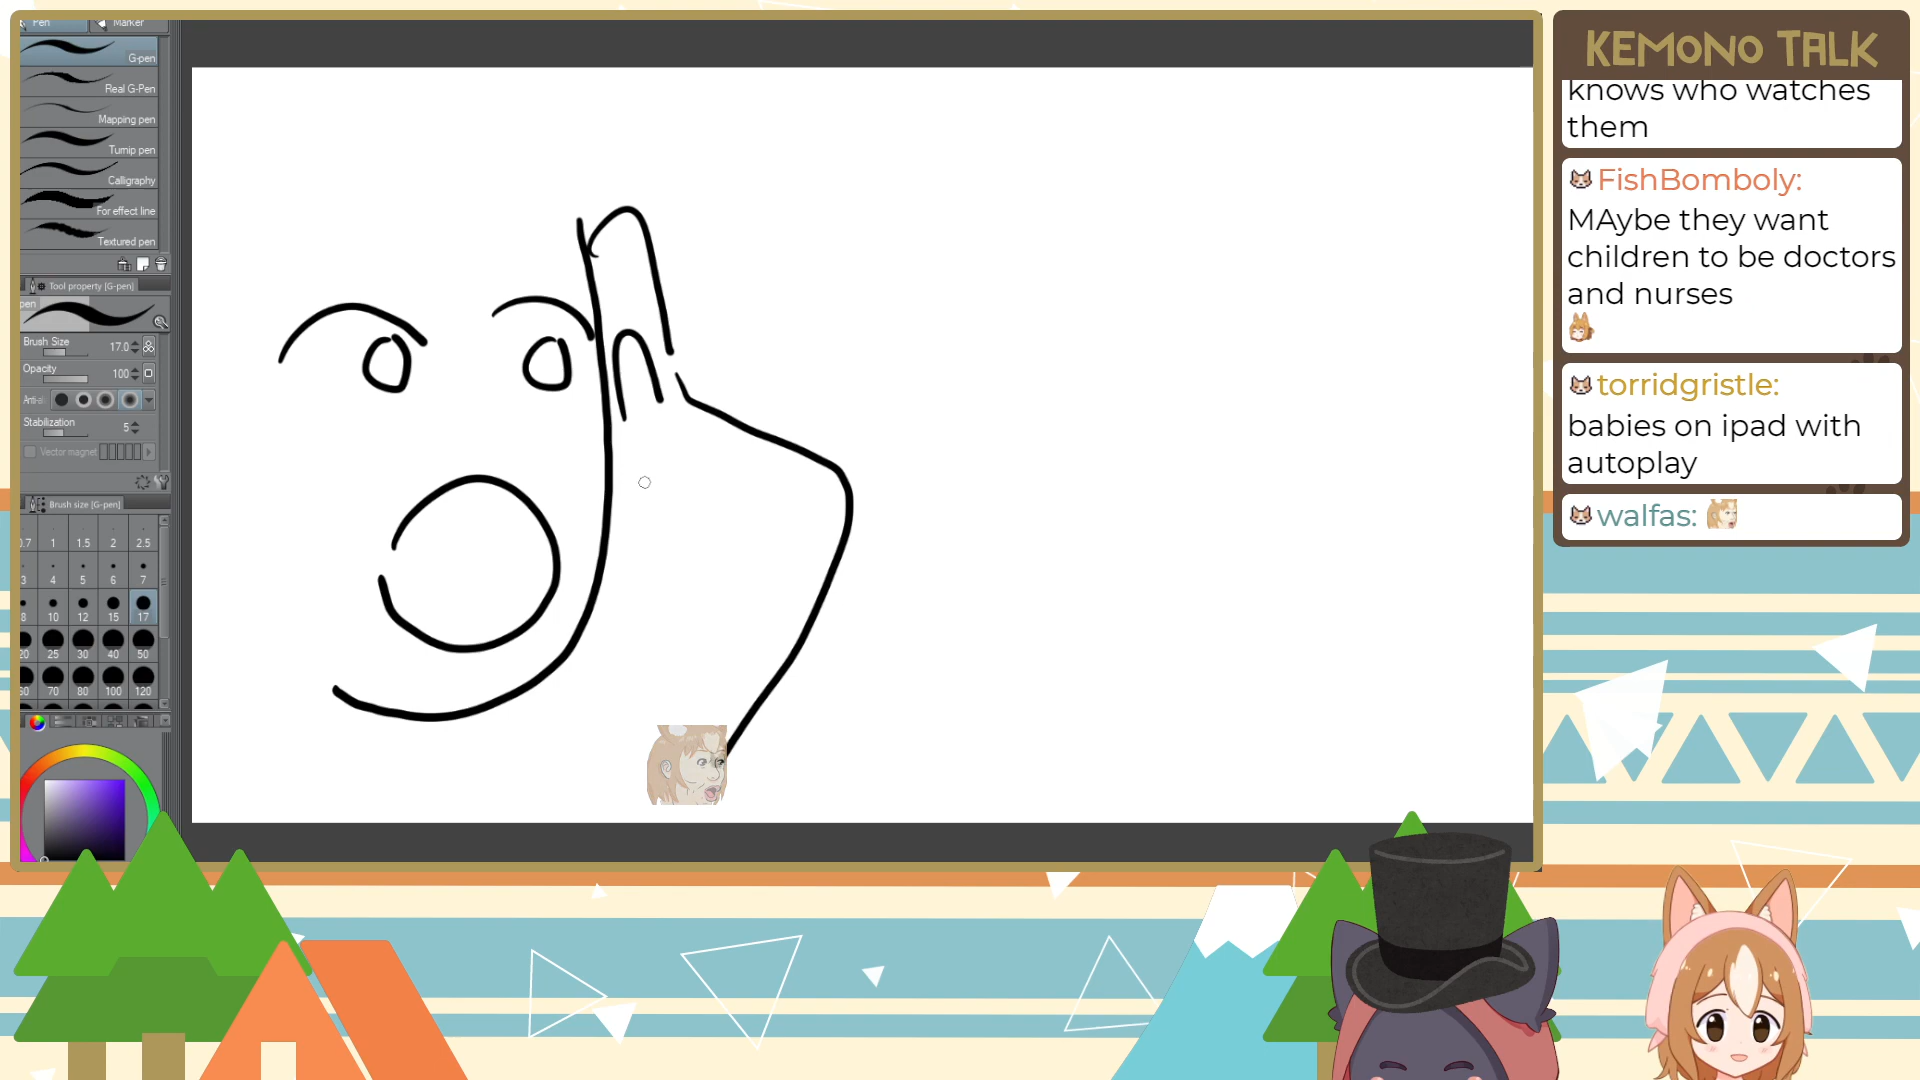 Pen
Marker
G-pen
Real G-Pen
Mapping pen
Turnip pen
Calligraphy
For effect line
Textured pen
Tool property [G-pen]
pen
Brush Size 17.0
Opacity 100
Anti-al
Stabilization 5
Vector magnet
Brush size [G-pen]
0.7 1 1.5 2 2.5
3 4 5 6 7
8 10 12 15 17
20 25 30 40 50
60 70 80 100 120
KEMONO TALK
knows who watches
them
FishBomboly:
MAybe they want
children to be doctors
and nurses
torridgristle:
babies on ipad with
autoplay
walfas: